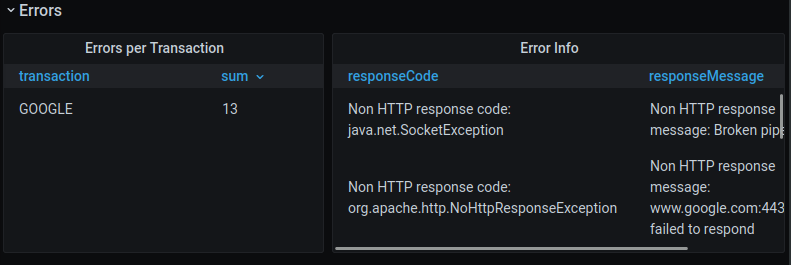 Errors
Errors per Transaction
transaction sum
GOOGLE 13
Error Info
responseCode responseMessage
Non HTTP response code:
java.net.SocketException
Non HTTP response
message: Broken pipe
Non HTTP response code:
org.apache.http.NoHttpResponseException
Non HTTP response
message:
www.google.com:443
failed to respond